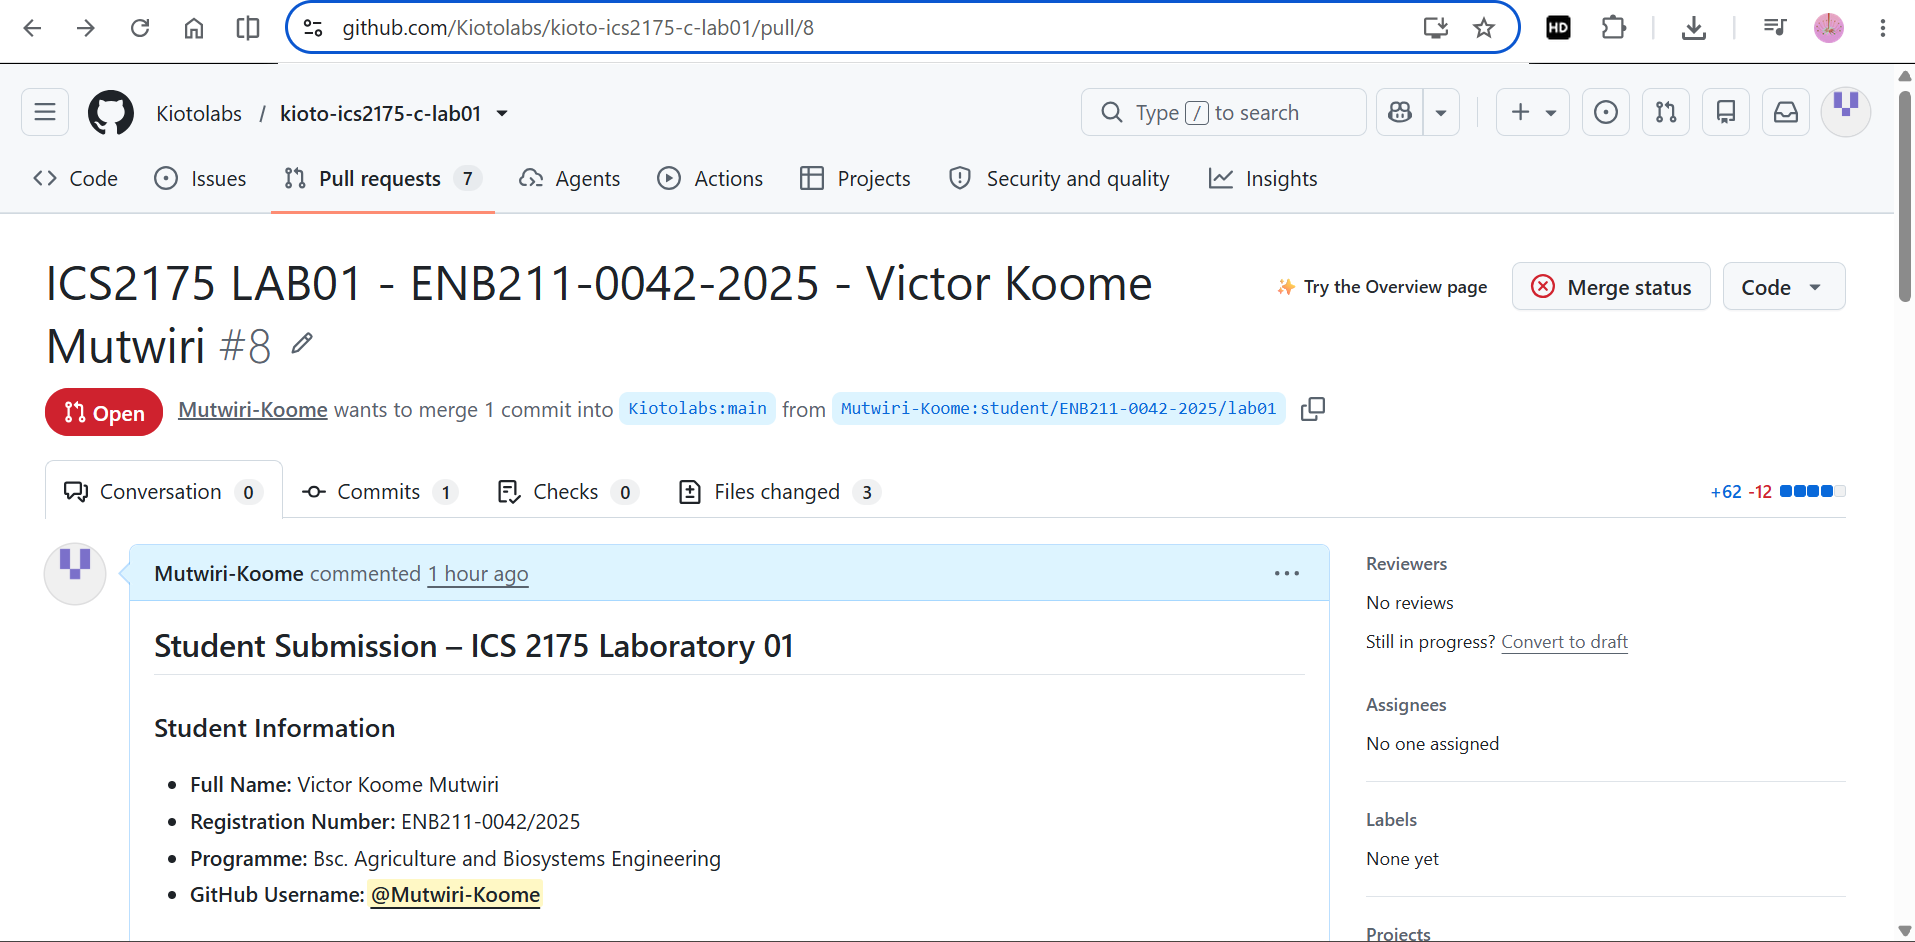 github.com/Kiotolabs/kioto-ics2175-c-lab01/pull/8
HD
Kiotolabs / kioto-ics2175-c-lab01
Type / to search
Code
Issues
Pull requests 7
Agents
Actions
Projects
Security and quality
Insights
ICS2175 LAB01 - ENB211-0042-2025 - Victor Koome
Mutwiri #8
Try the Overview page
Merge status
Code
Open
Mutwiri-Koome wants to merge 1 commit into Kiotolabs:main from Mutwiri-Koome:student/ENB211-0042-2025/lab01
Conversation 0
Commits 1
Checks 0
Files changed 3
+62 -12
Mutwiri-Koome commented 1 hour ago
Student Submission – ICS 2175 Laboratory 01
Student Information
Full Name: Victor Koome Mutwiri
Registration Number: ENB211-0042/2025
Programme: Bsc. Agriculture and Biosystems Engineering
GitHub Username: @Mutwiri-Koome
Reviewers
No reviews
Still in progress? Convert to draft
Assignees
No one assigned
Labels
None yet
Projects